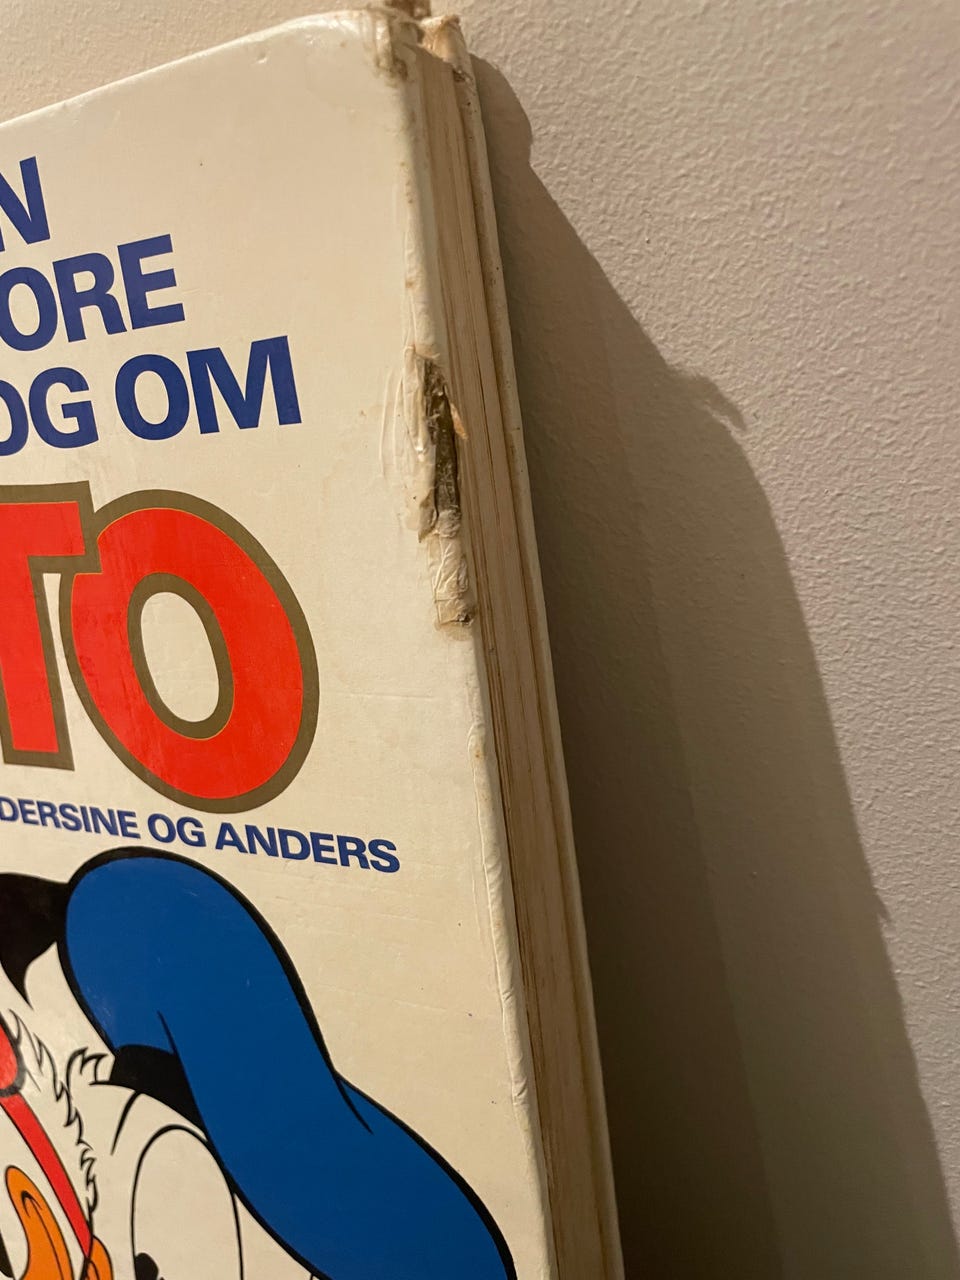 N
ORE
OG OM
TO
DERSINE OG ANDERS